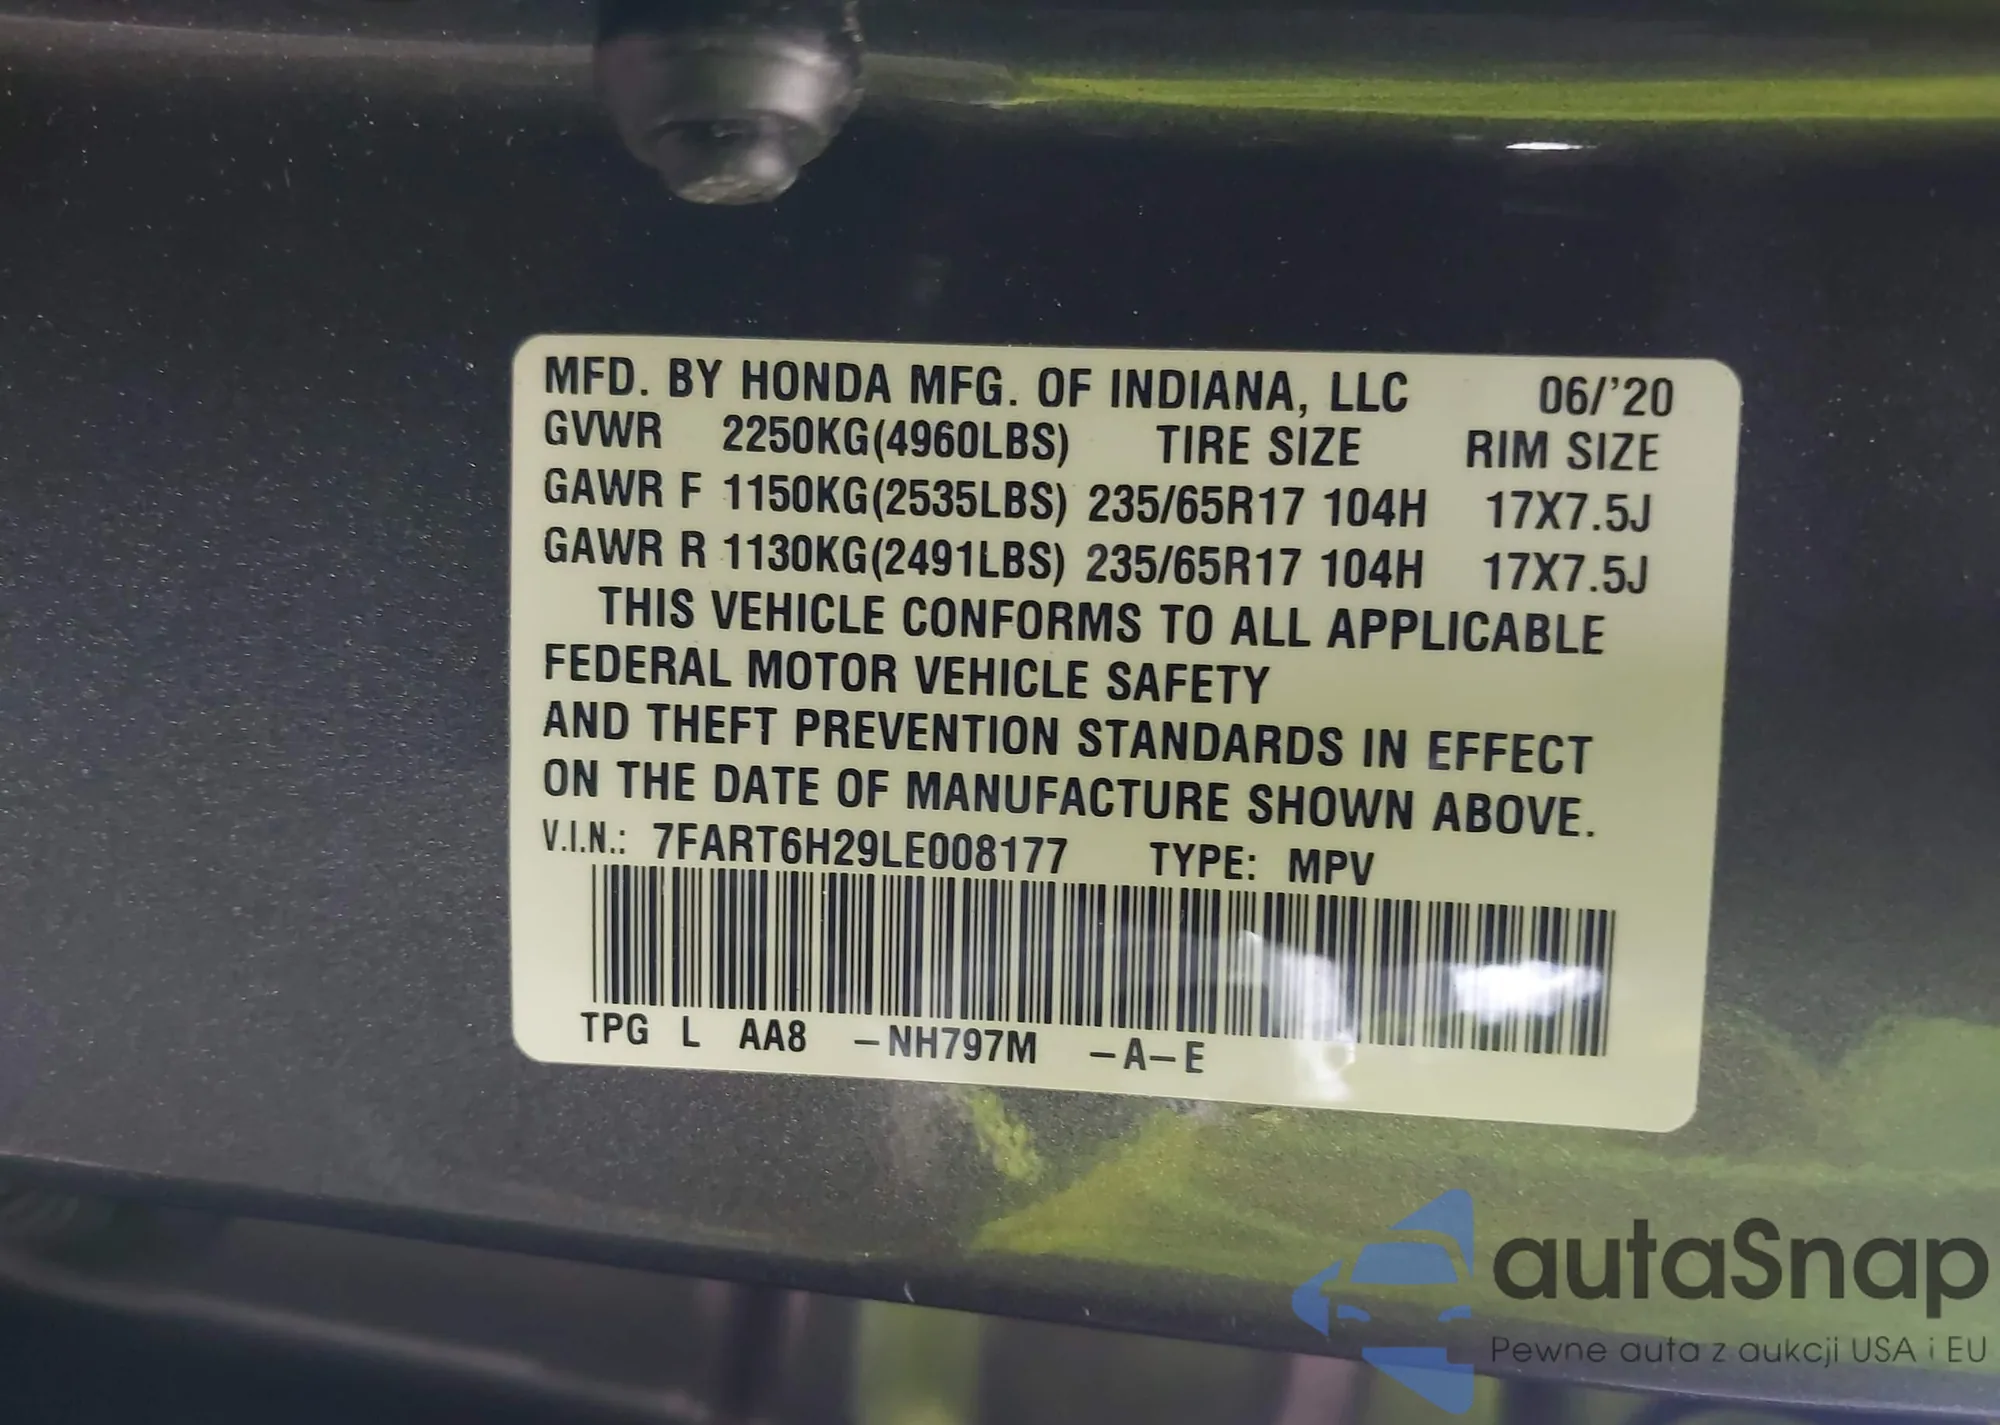 MFD. BY HONDA MFG. OF INDIANA, LLC 06/'20
GVWR 2250KG(4960LBS) TIRE SIZE RIM SIZE
GAWR F 1150KG(2535LBS) 235/65R17 104H 17X7.5J
GAWR R 1130KG(2491LBS) 235/65R17 104H 17X7.5J
THIS VEHICLE CONFORMS TO ALL APPLICABLE
FEDERAL MOTOR VEHICLE SAFETY
AND THEFT PREVENTION STANDARDS IN EFFECT
ON THE DATE OF MANUFACTURE SHOWN ABOVE.
V.I.N.: 7FART6H29LE008177 TYPE: MPV
TPG L AA8 -NH797M -A-E
autaSnap
Pewne auta z aukcji USA i EU